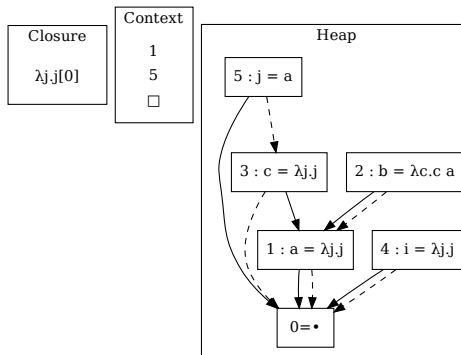 Closure
λj.j[0]
Context
1
5
□
Heap
5 : j = a
3 : c = λj.j
2 : b = λc.c a
1 : a = λj.j
4 : i = λj.j
0=•